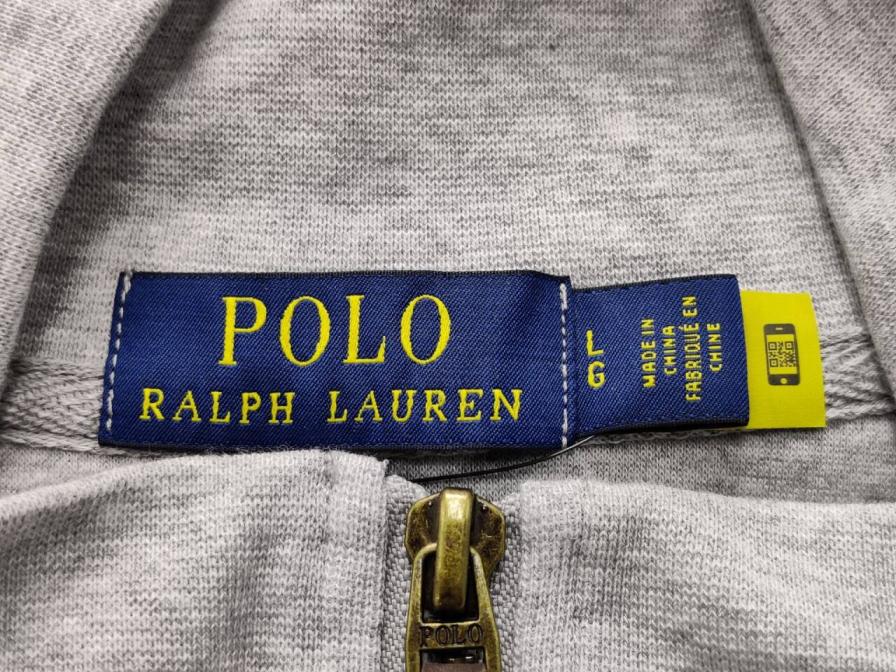 POLO
RALPH LAUREN
L
G
MADE IN
CHINA
FABRIQUÉ EN
CHINE
POLO